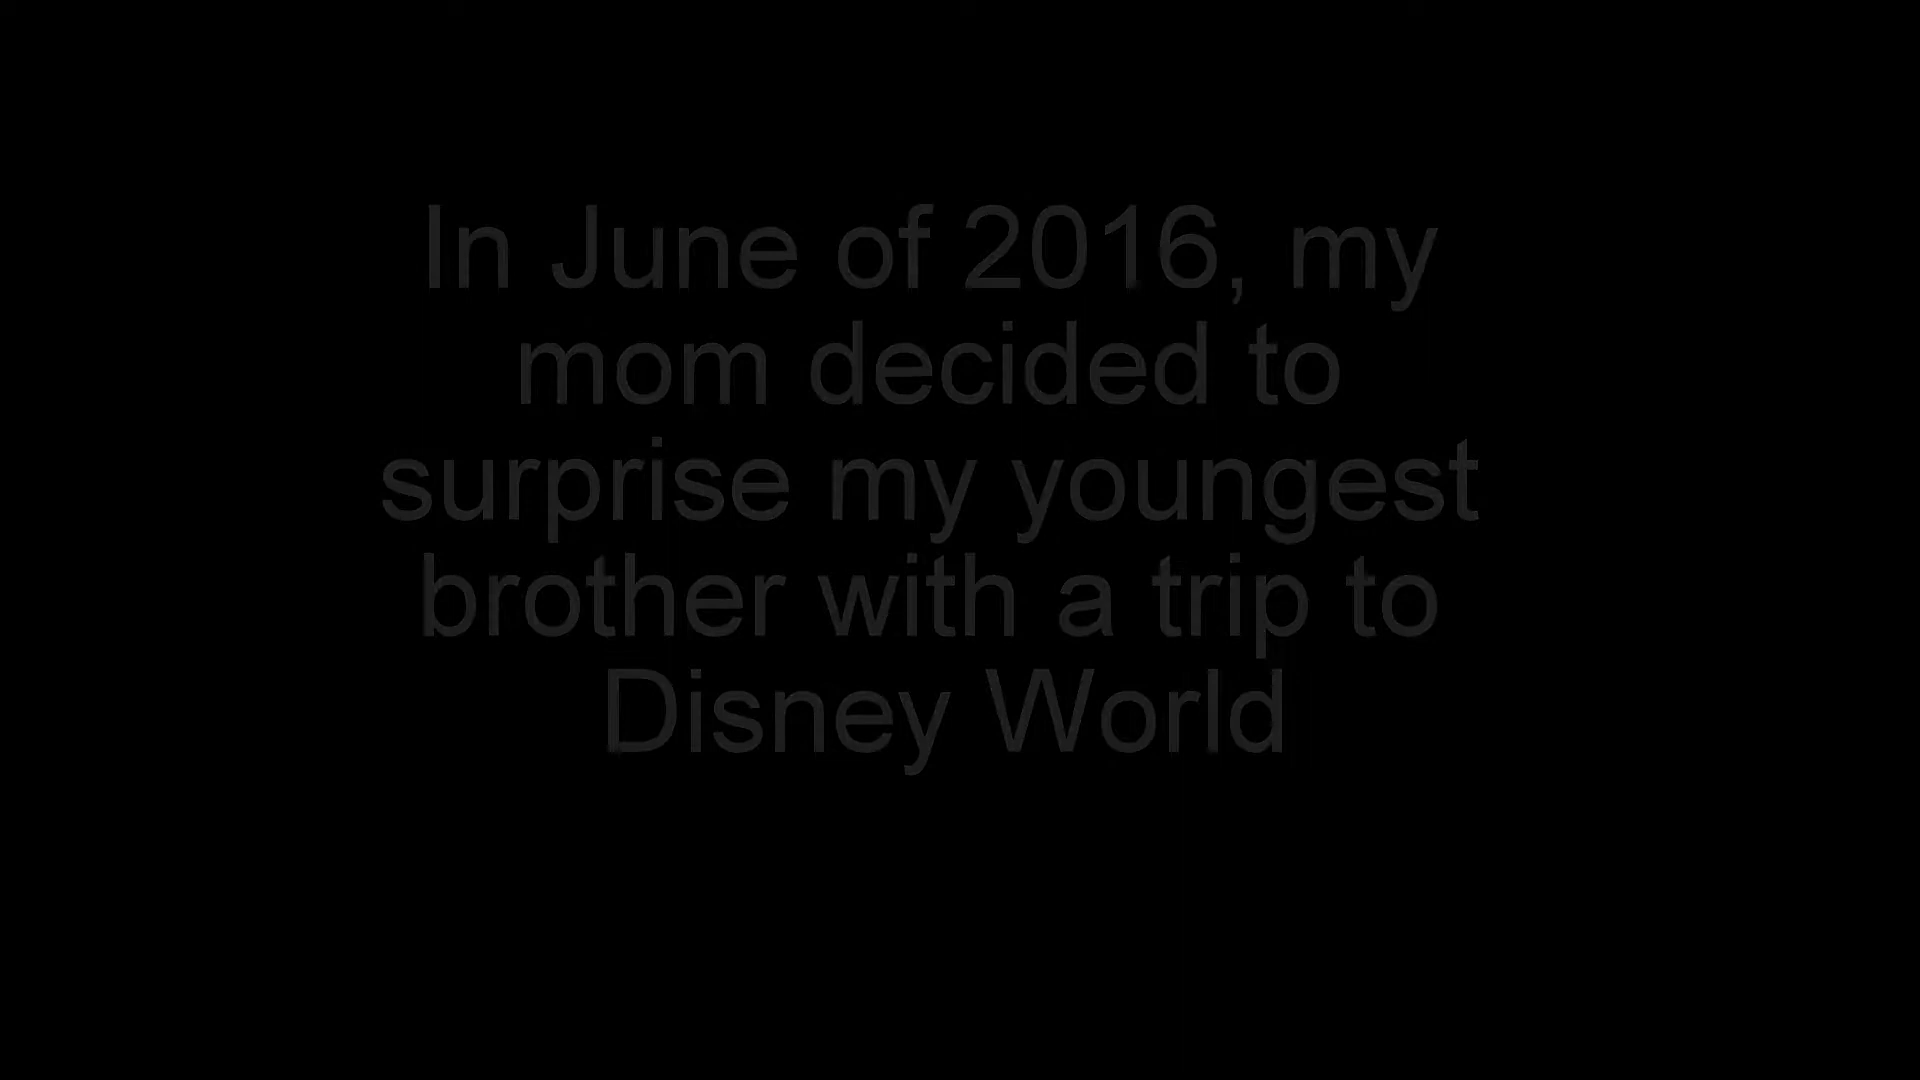 In June of 2016, my
mom decided to
surprise my youngest
brother with a trip to
Disney World